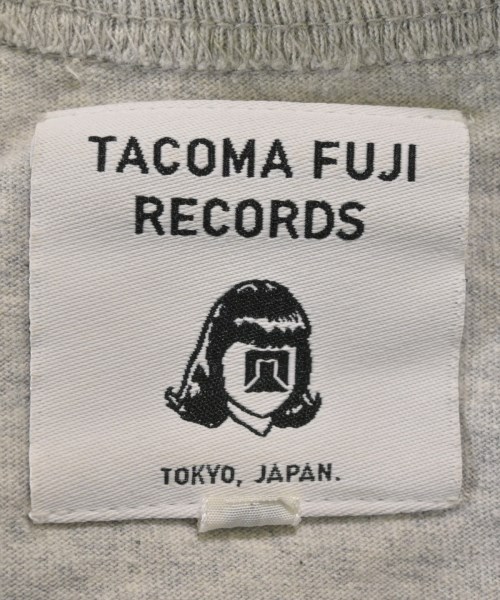 TACOMA FUJI
RECORDS
TOKYO, JAPAN.